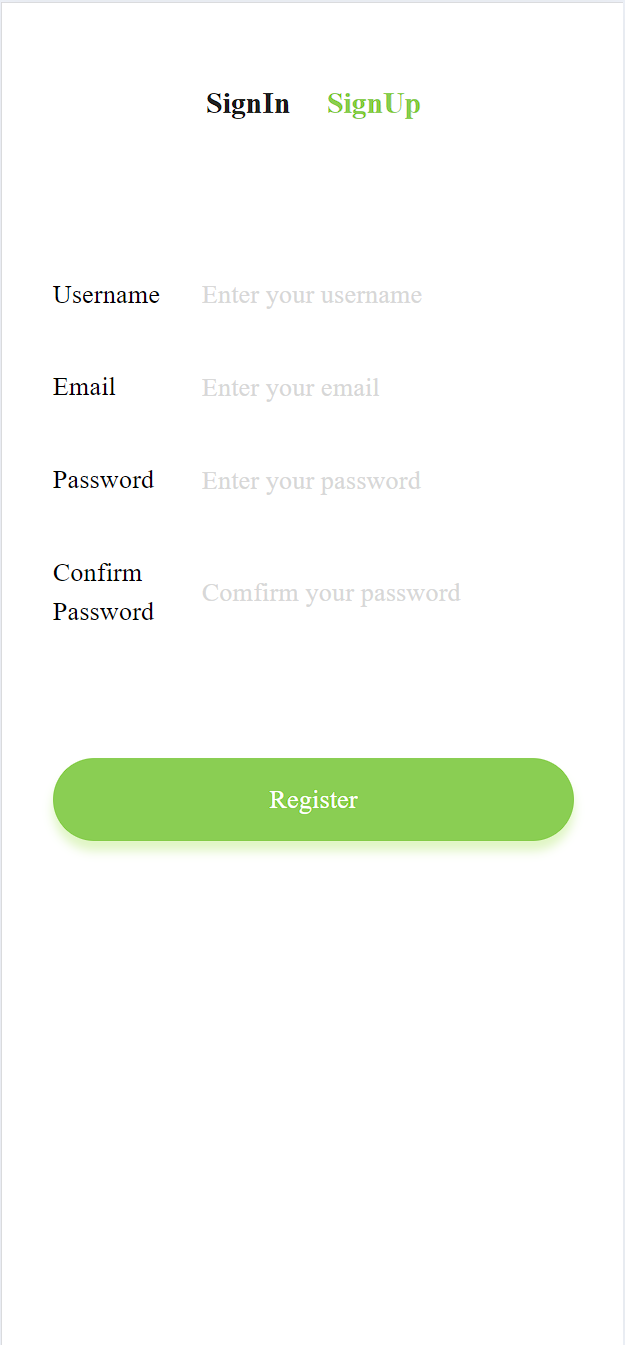 SignIn SignUp
Username Enter your username
Email Enter your email
Password Enter your password
Confirm
Password
Comfirm your password
Register